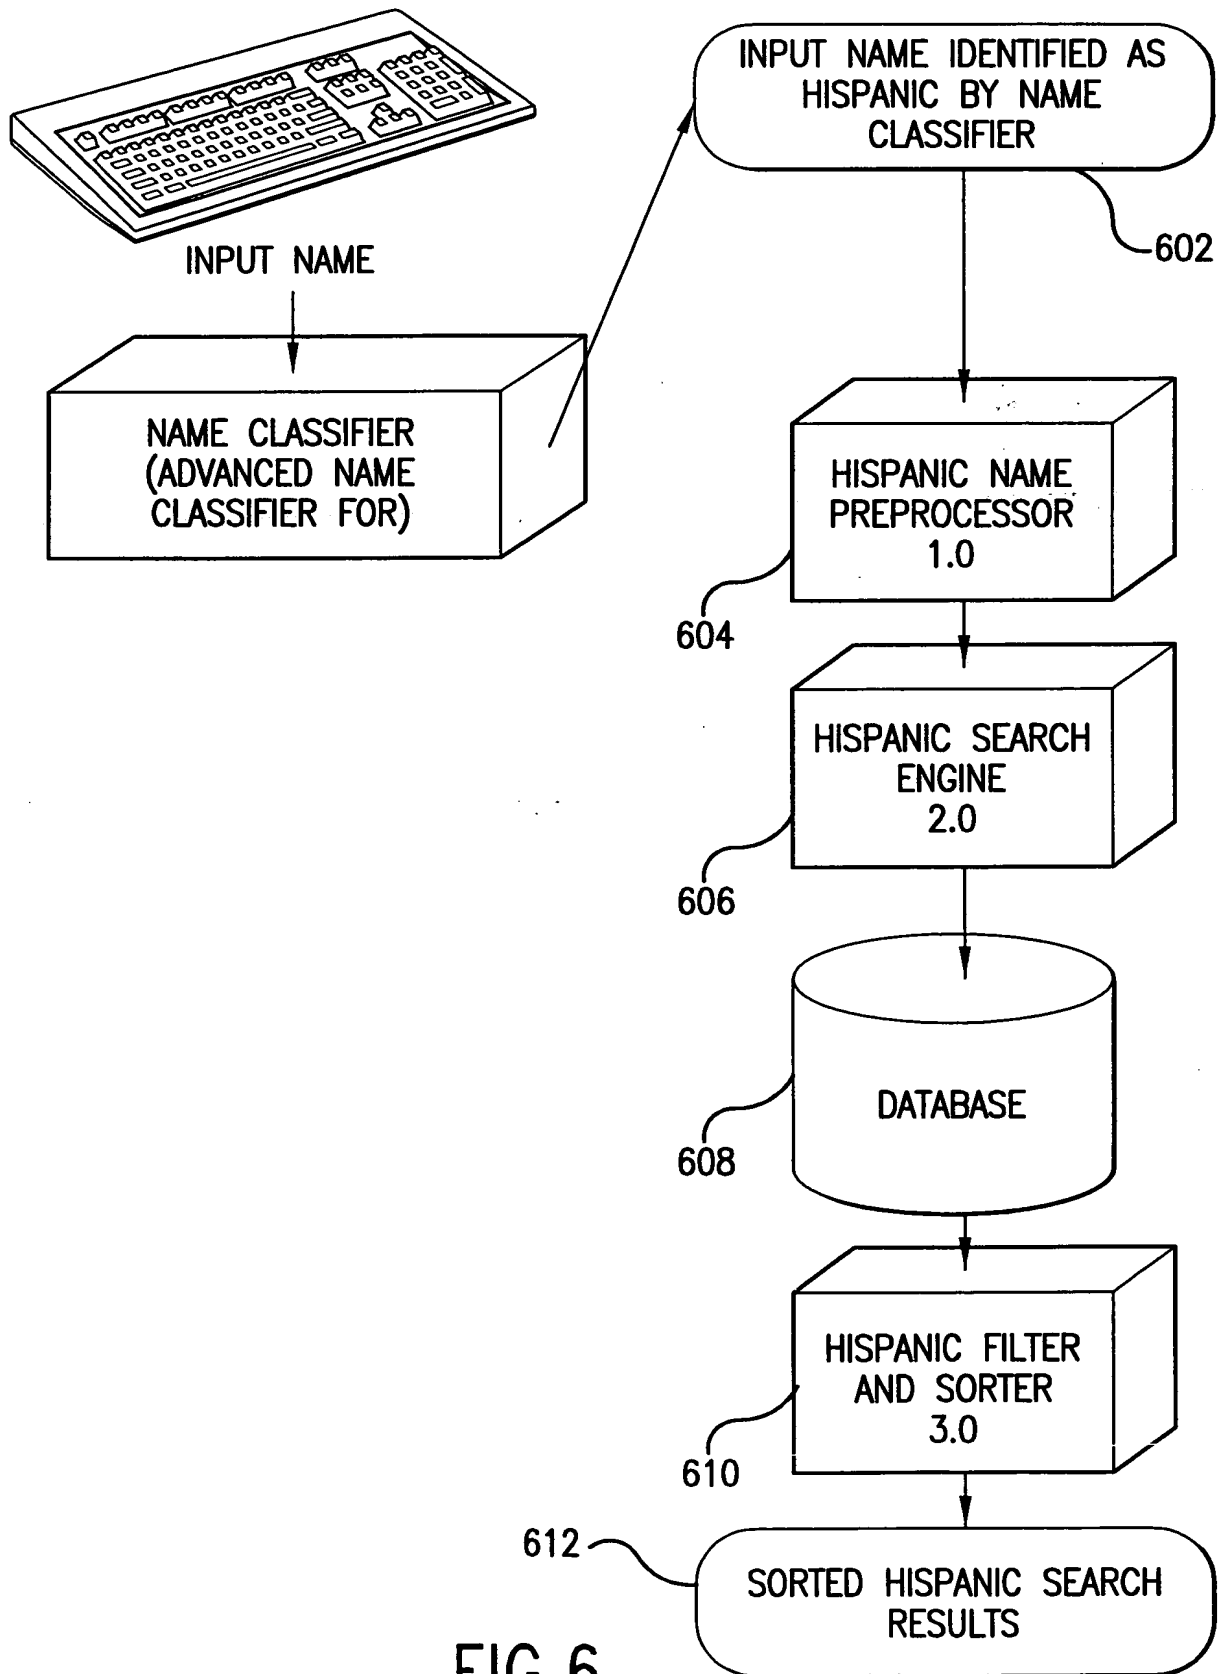 INPUT NAME
NAME CLASSIFIER
(ADVANCED NAME
CLASSIFIER FOR)
INPUT NAME IDENTIFIED AS
HISPANIC BY NAME
CLASSIFIER
602
HISPANIC NAME
PREPROCESSOR
1.0
604
HISPANIC SEARCH
ENGINE
2.0
606
DATABASE
608
HISPANIC FILTER
AND SORTER
3.0
610
612
SORTED HISPANIC SEARCH
RESULTS
FIG 6